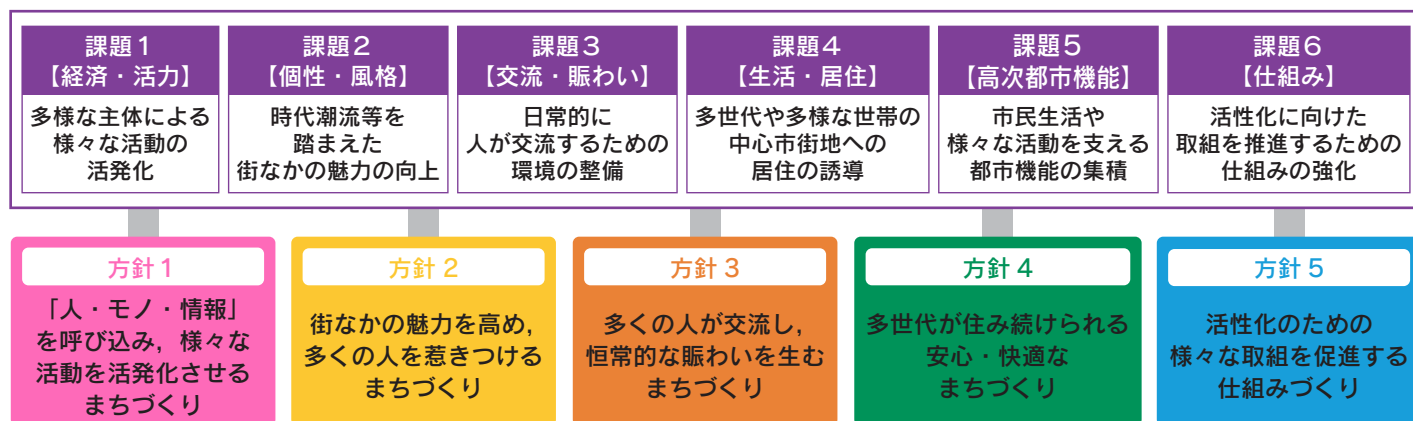 課題1
【経済・活力】
多様な主体による
様々な活動の
活発化
課題2
【個性・風格】
時代潮流等を
踏まえた
街なかの魅力の向上
課題3
【交流・賑わい】
日常的に
人が交流するための
環境の整備
課題4
【生活・居住】
多世代や多様な世帯の
中心市街地への
居住の誘導
課題5
【高次都市機能】
市民生活や
様々な活動を支える
都市機能の集積
課題6
【仕組み】
活性化に向けた
取組を推進するための
仕組みの強化
方針1
「人・モノ・情報」
を呼び込み，様々な
活動を活発化させる
まちづくり
方針2
街なかの魅力を高め，
多くの人を惹きつける
まちづくり
方針3
多くの人が交流し，
恒常的な賑わいを生む
まちづくり
方針4
多世代が住み続けられる
安心・快適な
まちづくり
方針5
活性化のための
様々な取組を促進する
仕組みづくり